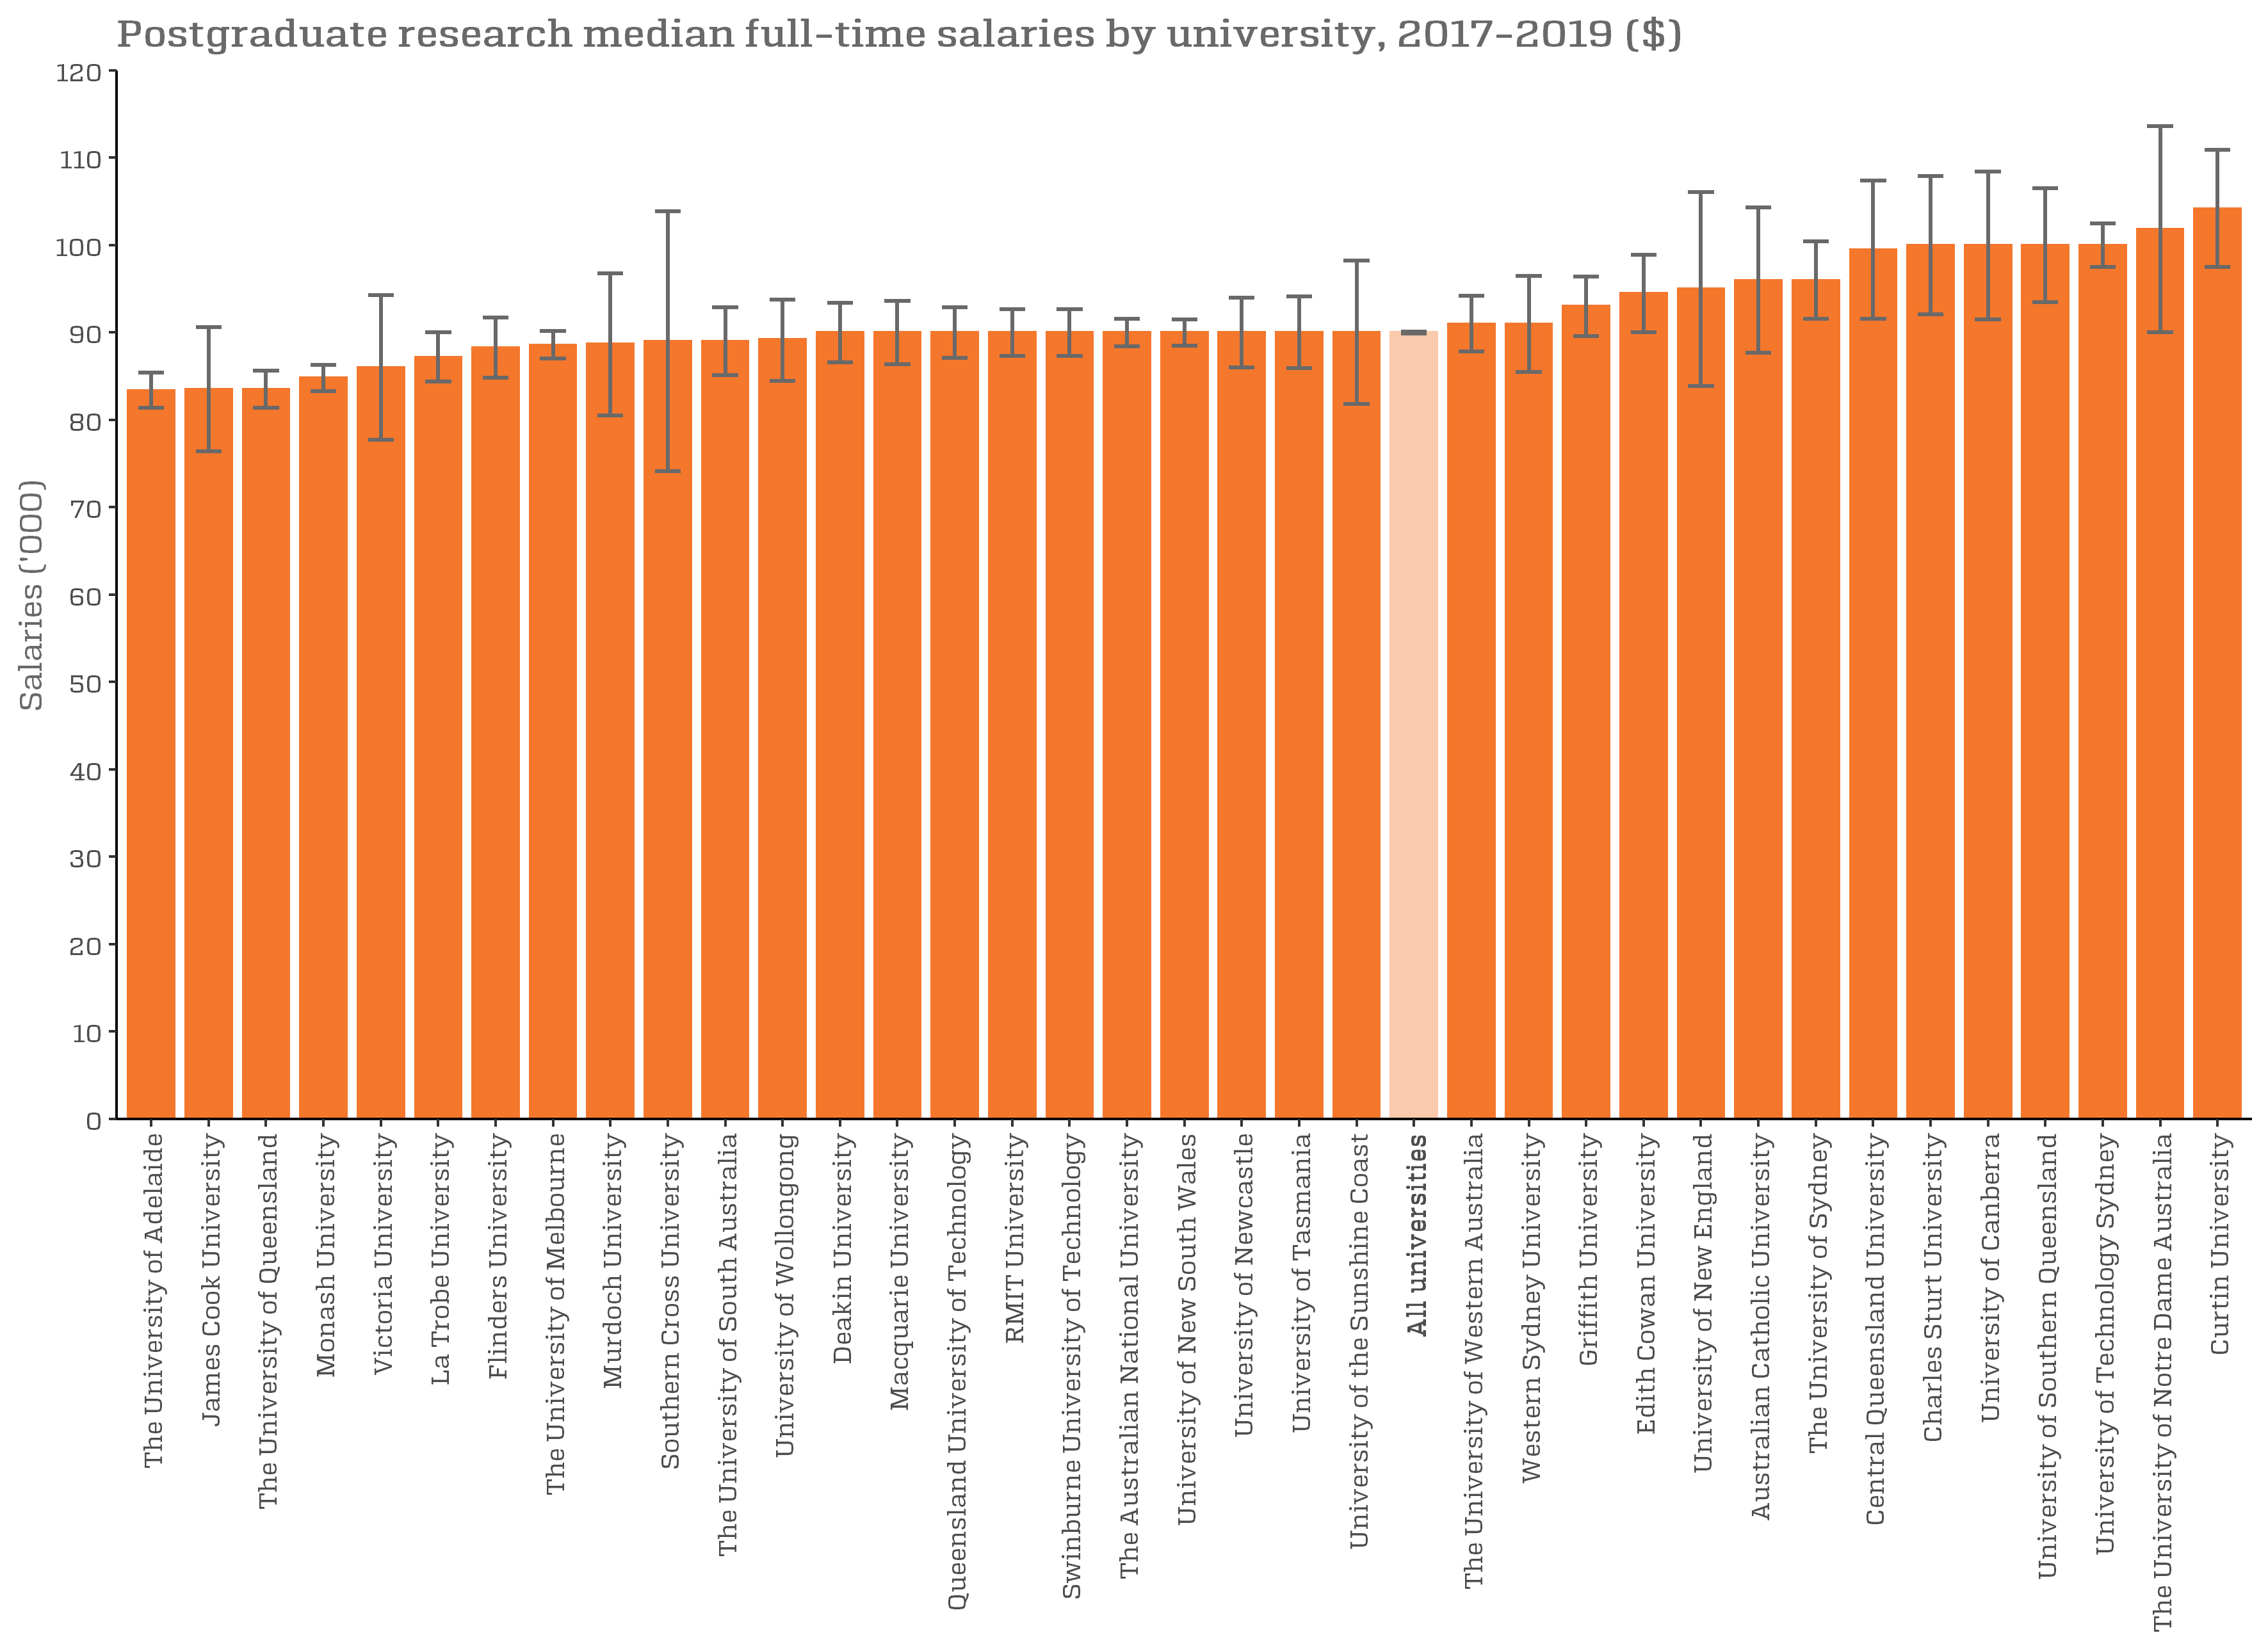 Postgraduate research median full-time salaries by university, 2017-2019 ($)
120
110
100
90
80
70
60
50
40
30
20
10
0
Salaries ('000)
The University of Adelaide
James Cook University
The University of Queensland
Monash University
Victoria University
La Trobe University
Flinders University
The University of Melbourne
Murdoch University
Southern Cross University
The University of South Australia
University of Wollongong
Deakin University
Macquarie University
Queensland University of Technology
RMIT University
Swinburne University of Technology
The Australian National University
University of New South Wales
University of Newcastle
University of Tasmania
University of the Sunshine Coast
All universities
The University of Western Australia
Western Sydney University
Griffith University
Edith Cowan University
University of New England
Australian Catholic University
The University of Sydney
Central Queensland University
Charles Sturt University
University of Canberra
University of Southern Queensland
University of Technology Sydney
The University of Notre Dame Australia
Curtin University